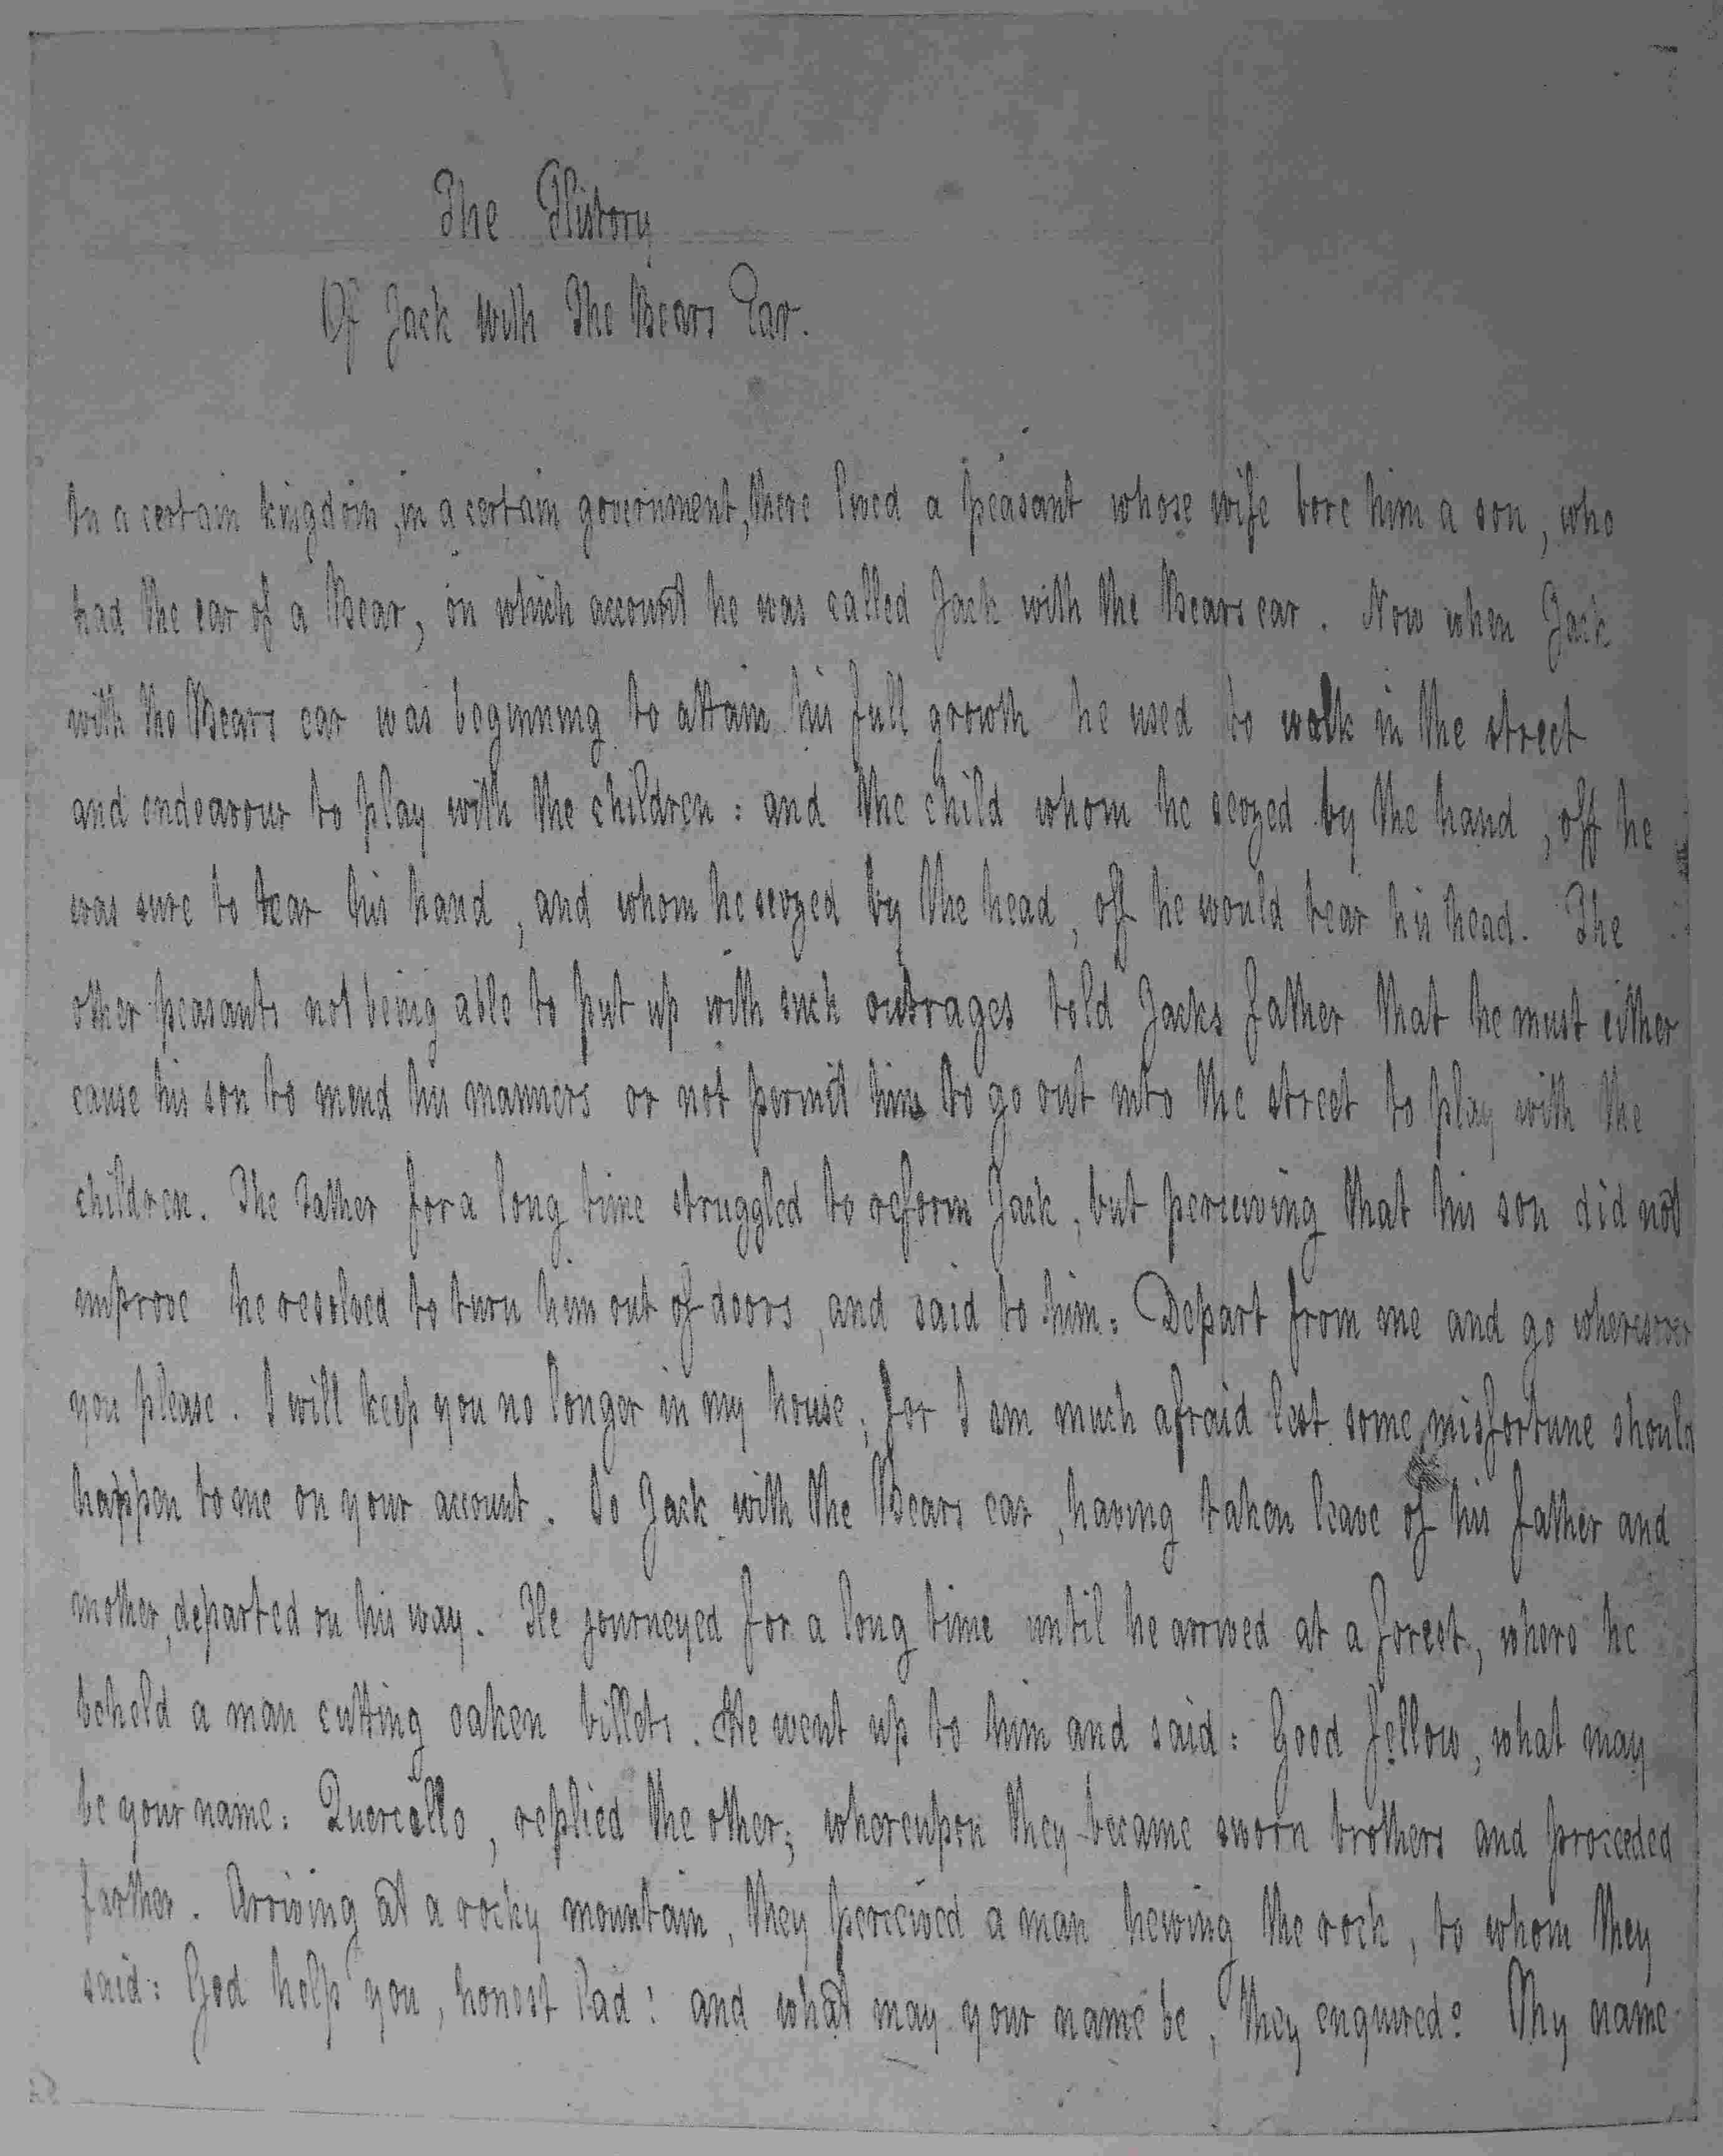 The History
Of Jack With The Bears Ear.
In a certain kingdom, in a certain government, there lived a peasant whose wife bore him a son, who
had the ear of a Bear, on which account he was called Jack with the Bears ear. Now when Jack
with the Bears ear was beginning to attain his full growth he used to walk in the street
and endeavour to play with the children: and the child whom he seozed by the hand, off he
was sure to tear his hand, and whom he seozed by the head, off he would tear his head. The
other peasants not being able to put up with such outrages told Jacks father that he must either
cause his son to mend his manners or not permit him to go out into the street to play with the
children. The father for a long time struggled to reform Jack, but perceiving that his son did not
improve he resolved to turn him out of doors, and said to him: Depart from me and go wheresoever
you please. I will keep you no longer in my house, for I am much afraid lest some misfortune should
happen to me on your account. So Jack with the Bears ear, having taken leave of his father and
mother, departed on his way. He journeyed for a long time until he arrived at a forest, where he
beheld a man cutting oaken billets. He went up to him and said: Good fellow, what may
be your name: Quercillo, replied the other; whereupon they became sworn brothers and proceeded
farther. Arriving at a rocky mountain, they perceived a man hewing the rock, to whom they
said: God help you, honest lad! and what may your name be, they enquired: My name